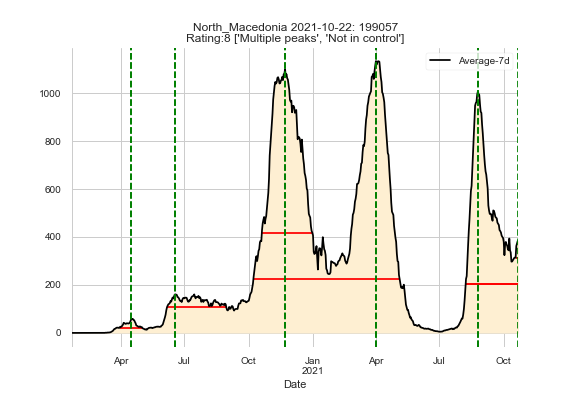 North_Macedonia 2021-10-22: 199057
Rating:8 ['Multiple peaks', 'Not in control']
Average-7d
1000
800
600
400
200
0
Apr Jul Oct Jan Apr Jul Oct
2021
Date